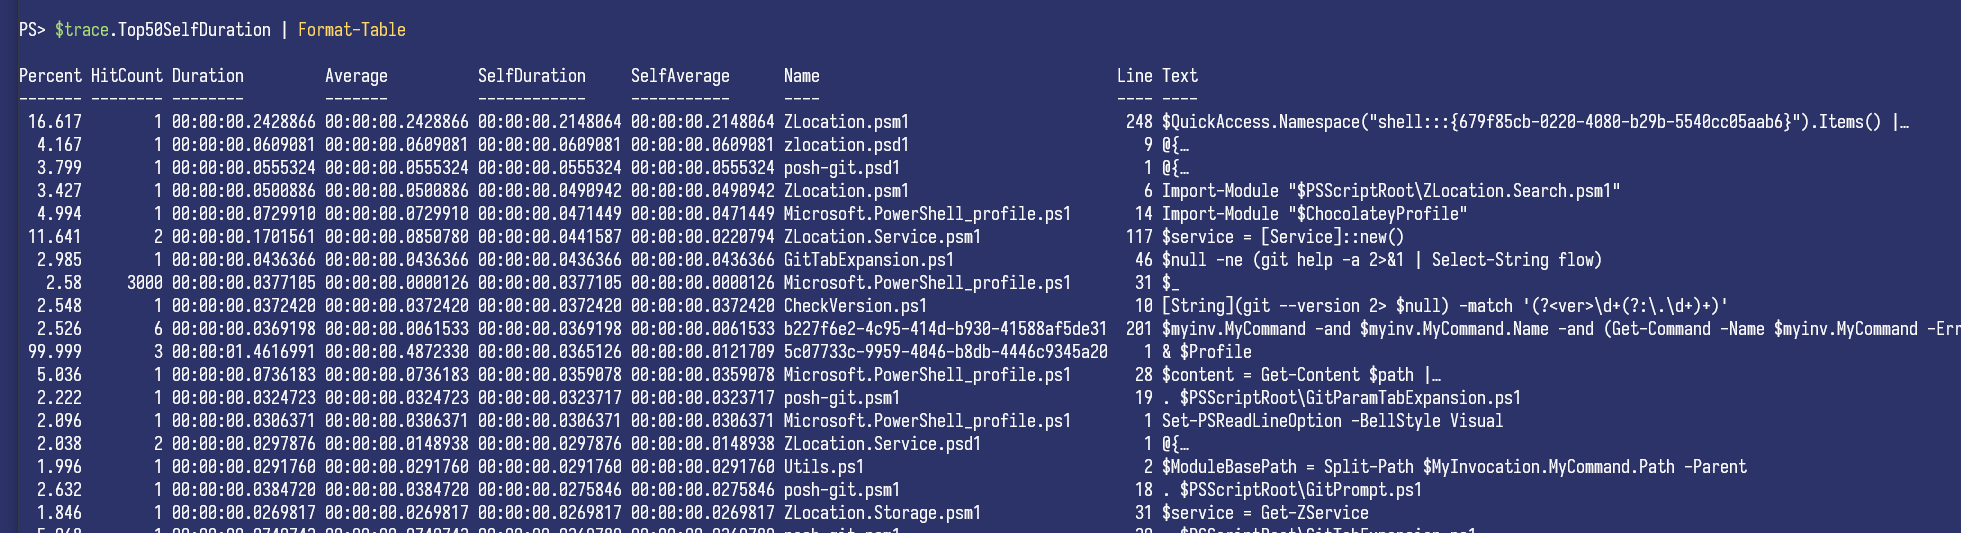 PS> $trace.Top50SelfDuration | Format-Table
Percent HitCount Duration Average SelfDuration SelfAverage Name Line Text
------- -------- -------- ------- ------------ ----------- ---- ---- ----
16.617 1 00:00:00.2428866 00:00:00.2428866 00:00:00.2148064 00:00:00.2148064 ZLocation.psm1 248 $QuickAccess.Namespace("shell:::{679f85cb-0220-4080-b29b-5540cc05aab6}").Items() |…
4.167 1 00:00:00.0609081 00:00:00.0609081 00:00:00.0609081 00:00:00.0609081 zlocation.psd1 9 @{…
3.799 1 00:00:00.0555324 00:00:00.0555324 00:00:00.0555324 00:00:00.0555324 posh-git.psd1 1 @{…
3.427 1 00:00:00.0500886 00:00:00.0500886 00:00:00.0490942 00:00:00.0490942 ZLocation.psm1 6 Import-Module "$PSScriptRoot\ZLocation.Search.psm1"
4.994 1 00:00:00.0729910 00:00:00.0729910 00:00:00.0471449 00:00:00.0471449 Microsoft.PowerShell_profile.ps1 14 Import-Module "$ChocolateyProfile"
11.641 2 00:00:00.1701561 00:00:00.0850780 00:00:00.0441587 00:00:00.0220794 ZLocation.Service.psm1 117 $service = [Service]::new()
2.985 1 00:00:00.0436366 00:00:00.0436366 00:00:00.0436366 00:00:00.0436366 GitTabExpansion.ps1 46 $null -ne (git help -a 2>&1 | Select-String flow)
2.58 3000 00:00:00.0377105 00:00:00.0000126 00:00:00.0377105 00:00:00.0000126 Microsoft.PowerShell_profile.ps1 31 $_
2.548 1 00:00:00.0372420 00:00:00.0372420 00:00:00.0372420 00:00:00.0372420 CheckVersion.ps1 10 [String](git --version 2> $null) -match '(?<ver>\d+(?:\.\d+)+)'
2.526 6 00:00:00.0369198 00:00:00.0061533 00:00:00.0369198 00:00:00.0061533 b227f6e2-4c95-414d-b930-41588af5de31 201 $myinv.MyCommand -and $myinv.MyCommand.Name -and (Get-Command -Name $myinv.MyCommand -Err
99.999 3 00:00:01.4616991 00:00:00.4872330 00:00:00.0365126 00:00:00.0121709 5c07733c-9959-4046-b8db-4446c9345a20 1 & $Profile
5.036 1 00:00:00.0736183 00:00:00.0736183 00:00:00.0359078 00:00:00.0359078 Microsoft.PowerShell_profile.ps1 28 $content = Get-Content $path |…
2.222 1 00:00:00.0324723 00:00:00.0324723 00:00:00.0323717 00:00:00.0323717 posh-git.psm1 19 . $PSScriptRoot\GitParamTabExpansion.ps1
2.096 1 00:00:00.0306371 00:00:00.0306371 00:00:00.0306371 00:00:00.0306371 Microsoft.PowerShell_profile.ps1 1 Set-PSReadLineOption -BellStyle Visual
2.038 2 00:00:00.0297876 00:00:00.0148938 00:00:00.0297876 00:00:00.0148938 ZLocation.Service.psd1 1 @{…
1.996 1 00:00:00.0291760 00:00:00.0291760 00:00:00.0291760 00:00:00.0291760 Utils.ps1 2 $ModuleBasePath = Split-Path $MyInvocation.MyCommand.Path -Parent
2.632 1 00:00:00.0384720 00:00:00.0384720 00:00:00.0275846 00:00:00.0275846 posh-git.psm1 18 . $PSScriptRoot\GitPrompt.ps1
1.846 1 00:00:00.0269817 00:00:00.0269817 00:00:00.0269817 00:00:00.0269817 ZLocation.Storage.psm1 31 $service = Get-ZService